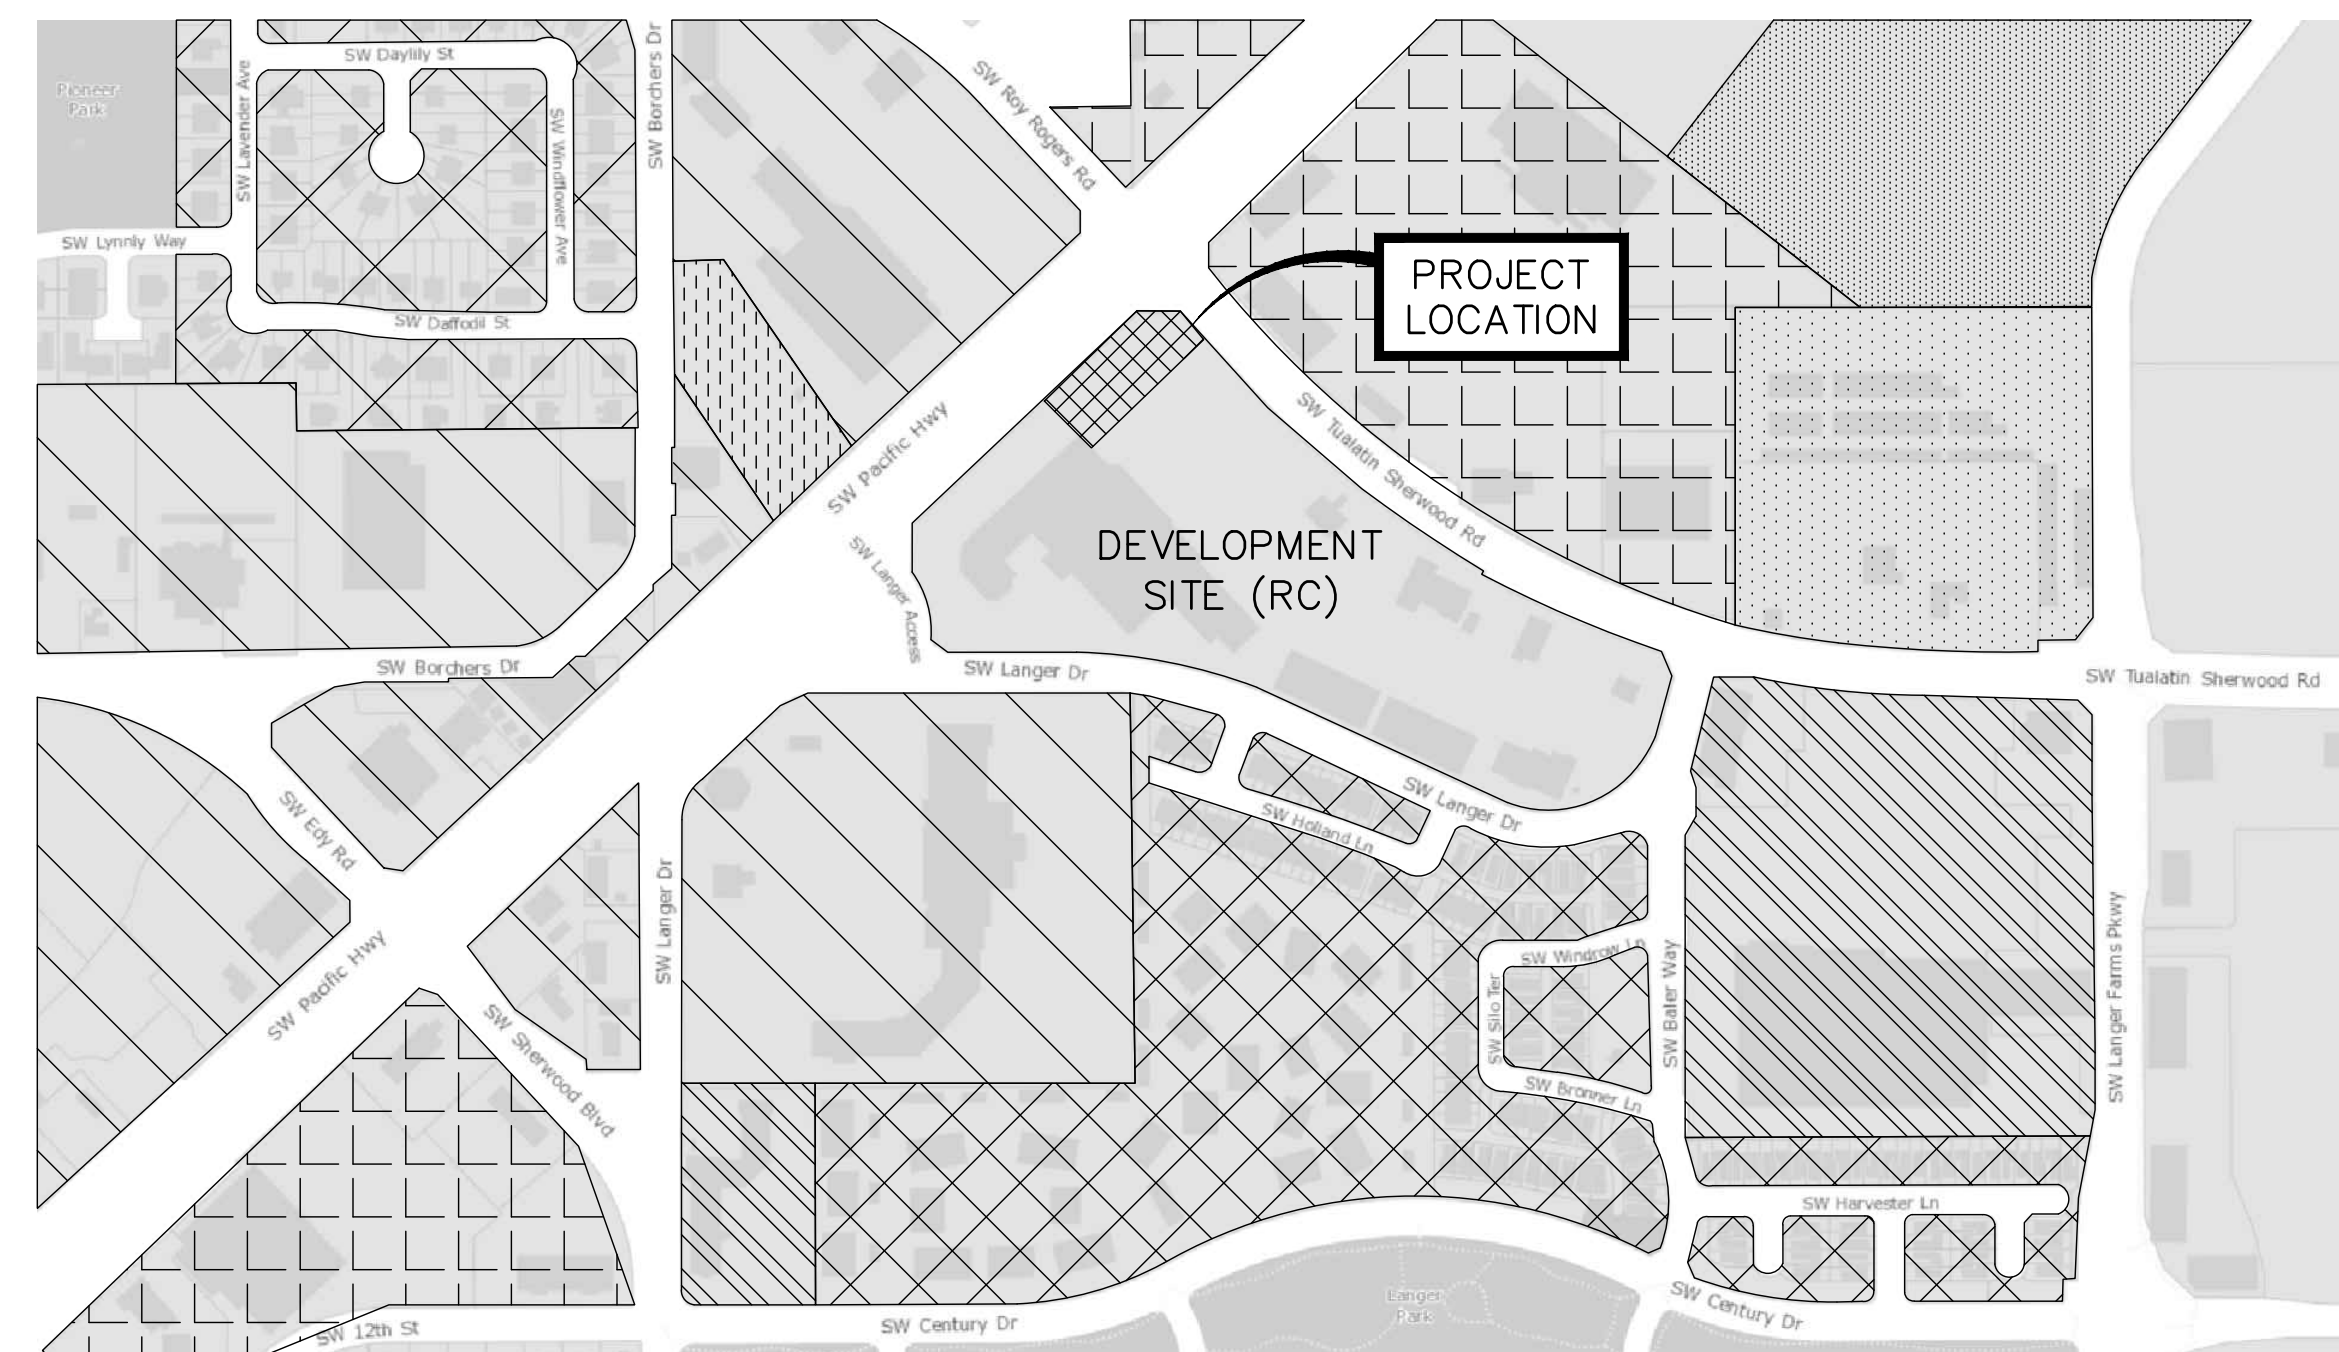 SW Daylily St
SW Borchers Dr
SW Lavender Ave
SW Roy Rogers Rd
Pioneer
Park
SW Windflower Ave
SW Lynnly Way
PROJECT
LOCATION
SW Daffodil St
SW Pacific Hwy
SW Tualatin Sherwood Rd
DEVELOPMENT
SITE (RC)
SW Langer Access
SW Borchers Dr
SW Langer Dr
SW Tualatin Sherwood Rd
SW Edy Rd
SW Langer Dr
SW Holland Ln
SW Langer Dr
SW Pacific Hwy
SW Windrow Ln
SW Silo Ter
SW Baler Way
SW Langer Farms Pkwy
SW Sherwood Blvd
SW Bronner Ln
SW Harvester Ln
Langer
Park
SW Century Dr
SW Century Dr
SW 12th St